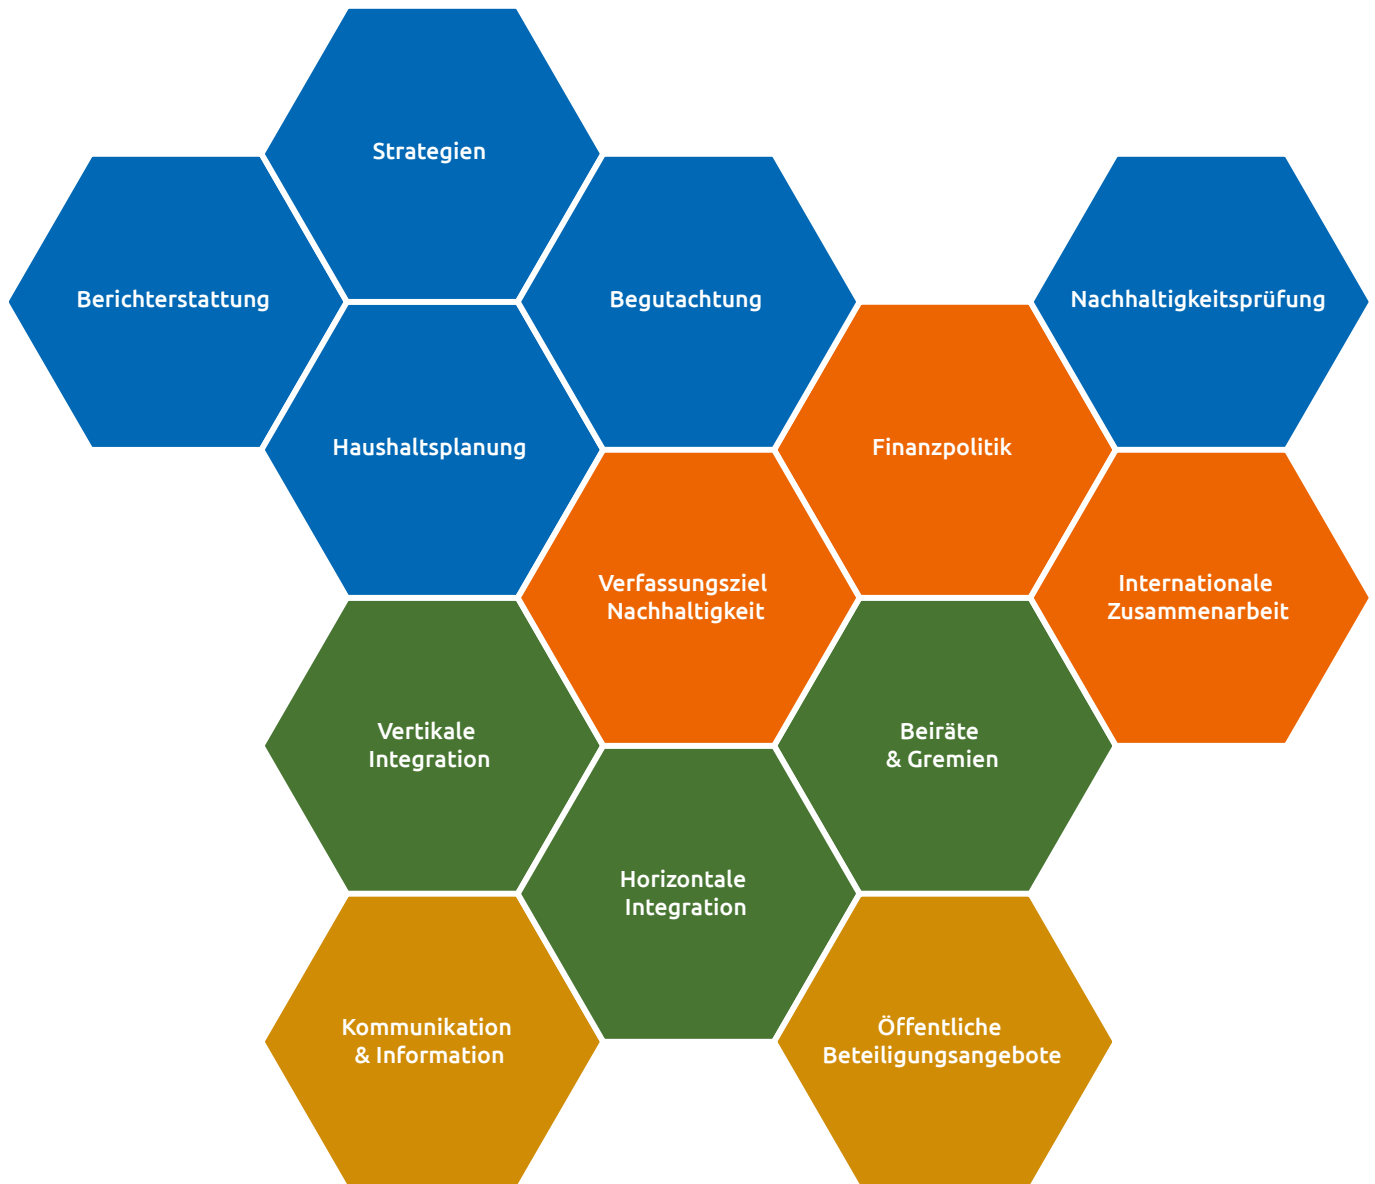 Strategien
Berichterstattung
Begutachtung
Nachhaltigkeitsprüfung
Haushaltsplanung
Finanzpolitik
Verfassungsziel
Nachhaltigkeit
Internationale
Zusammenarbeit
Vertikale
Integration
Beiräte
& Gremien
Horizontale
Integration
Kommunikation
& Information
Öffentliche
Beteiligungsangebote